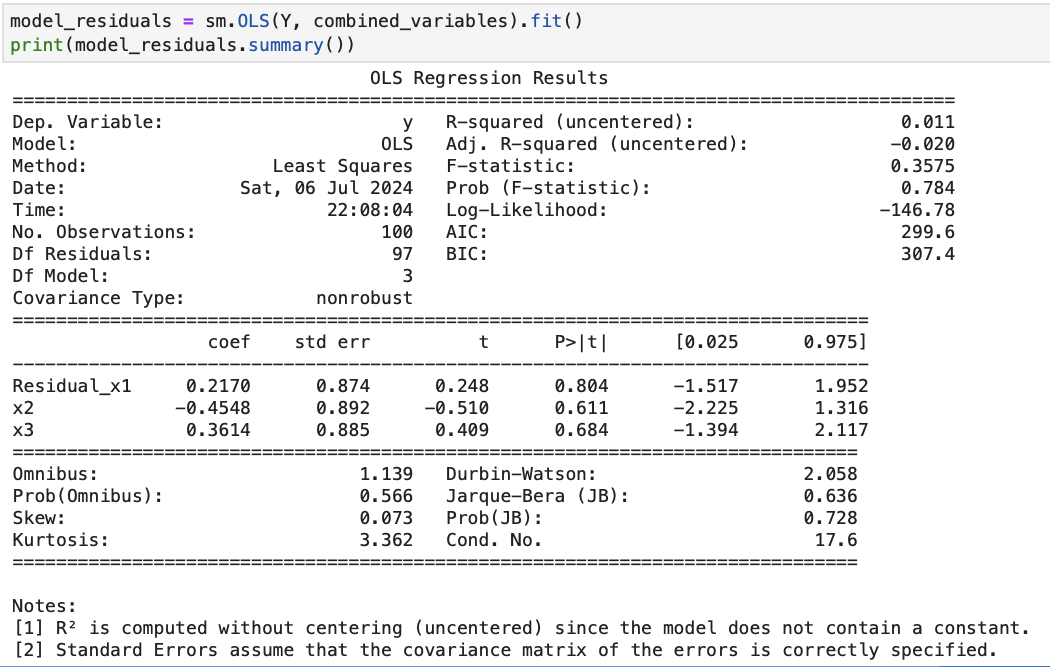 model_residuals = sm.OLS(Y, combined_variables).fit()
print(model_residuals.summary())
OLS Regression Results
==============================================================================
Dep. Variable: y R-squared (uncentered): 0.011
Model: OLS Adj. R-squared (uncentered): -0.020
Method: Least Squares F-statistic: 0.3575
Date: Sat, 06 Jul 2024 Prob (F-statistic): 0.784
Time: 22:08:04 Log-Likelihood: -146.78
No. Observations: 100 AIC: 299.6
Df Residuals: 97 BIC: 307.4
Df Model: 3
Covariance Type: nonrobust
==============================================================================
coef std err t P>|t| [0.025 0.975]
------------------------------------------------------------------------------
Residual_x1 0.2170 0.874 0.248 0.804 -1.517 1.952
x2 -0.4548 0.892 -0.510 0.611 -2.225 1.316
x3 0.3614 0.885 0.409 0.684 -1.394 2.117
==============================================================================
Omnibus: 1.139 Durbin-Watson: 2.058
Prob(Omnibus): 0.566 Jarque-Bera (JB): 0.636
Skew: 0.073 Prob(JB): 0.728
Kurtosis: 3.362 Cond. No. 17.6
==============================================================================
Notes:
[1] R² is computed without centering (uncentered) since the model does not contain a constant.
[2] Standard Errors assume that the covariance matrix of the errors is correctly specified.